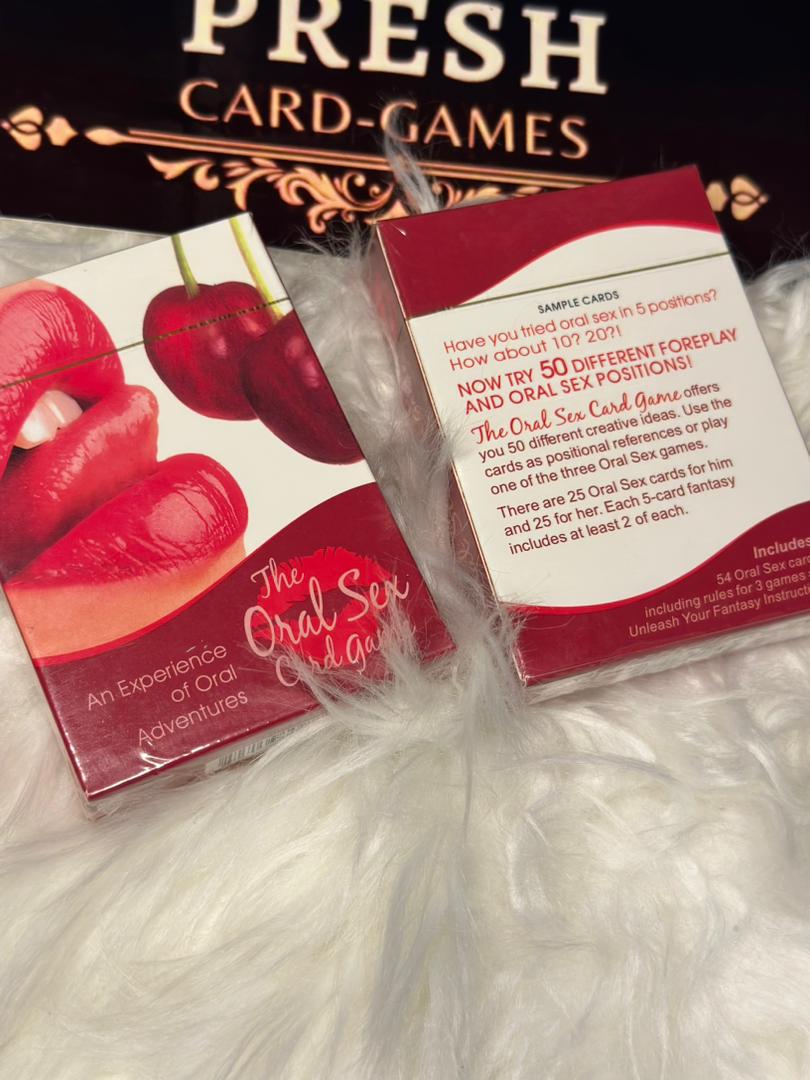 PRESH
CARD-GAMES
The
Oral Sex
Card Game
An Experience
of Oral
Adventures
SAMPLE CARDS
Have you tried oral sex in 5 positions?
How about 10? 20?!
NOW TRY 50 DIFFERENT FOREPLAY
AND ORAL SEX POSITIONS!
The Oral Sex Card Game offers
you 50 different creative ideas. Use the
cards as positional references or play
one of the three Oral Sex games.
There are 25 Oral Sex cards for him
and 25 for her. Each 5-card fantasy
includes at least 2 of each.
Includes
54 Oral Sex car
including rules for 3 games
Unleash Your Fantasy Instruct